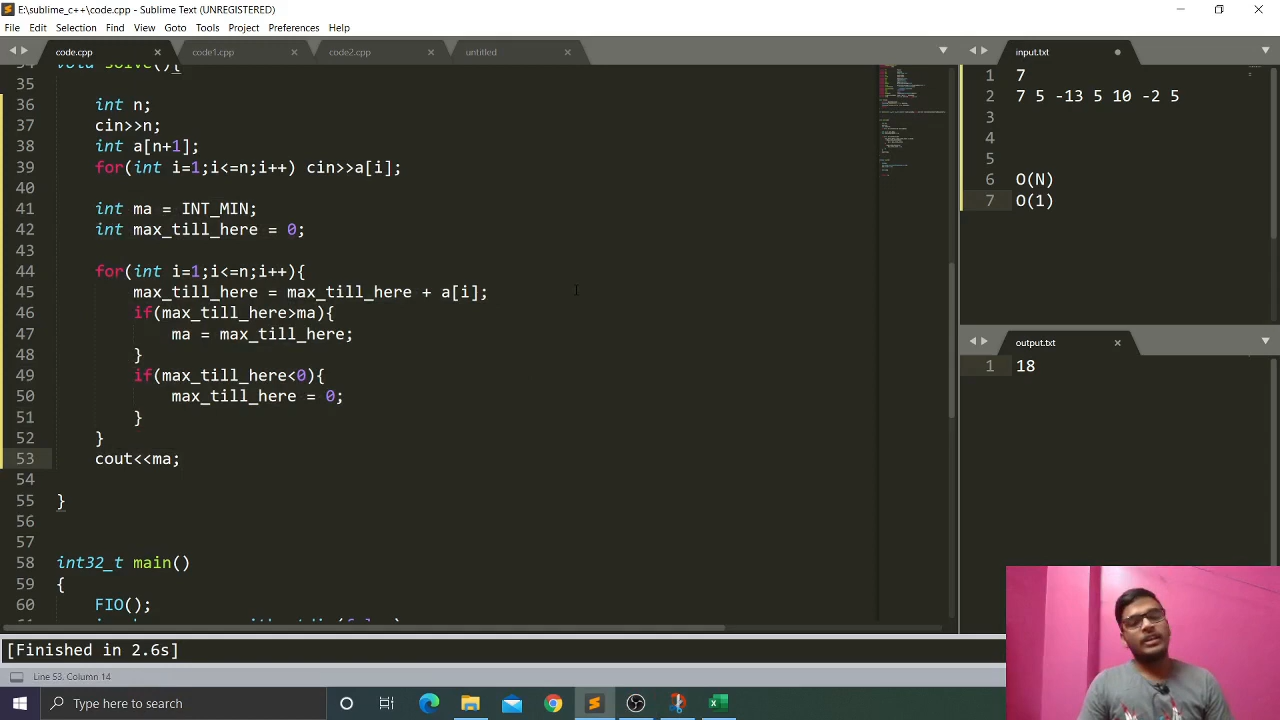 E:\sublime_c++\code.cpp - Sublime Text (UNREGISTERED)
File Edit Selection Find View Goto Tools Project Preferences Help
code.cpp code1.cpp code2.cpp untitled
34 void solve(){
35
36 int n;
37 cin>>n;
38 int a[n+1];
39 for(int i=1;i<=n;i++) cin>>a[i];
40
41 int ma = INT_MIN;
42 int max_till_here = 0;
43
44 for(int i=1;i<=n;i++){
45 max_till_here = max_till_here + a[i];
46 if(max_till_here>ma){
47 ma = max_till_here;
48 }
49 if(max_till_here<0){
50 max_till_here = 0;
51 }
52 }
53 cout<<ma;
54
55 }
56
57
58 int32_t main()
59 {
60 FIO();
61
input.txt
1 7
2 7 5 -13 5 10 -2 5
3
4
5
6 O(N)
7 O(1)
output.txt
1 18
[Finished in 2.6s]
Line 53, Column 14
Type here to search